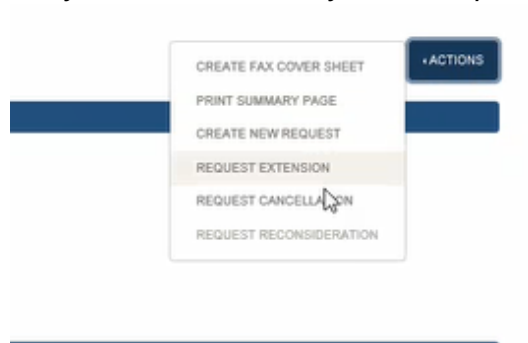 CREATE FAX COVER SHEET
‹ACTIONS
PRINT SUMMARY PAGE
CREATE NEW REQUEST
REQUEST EXTENSION
REQUEST CANCELLATION
REQUEST RECONSIDERATION